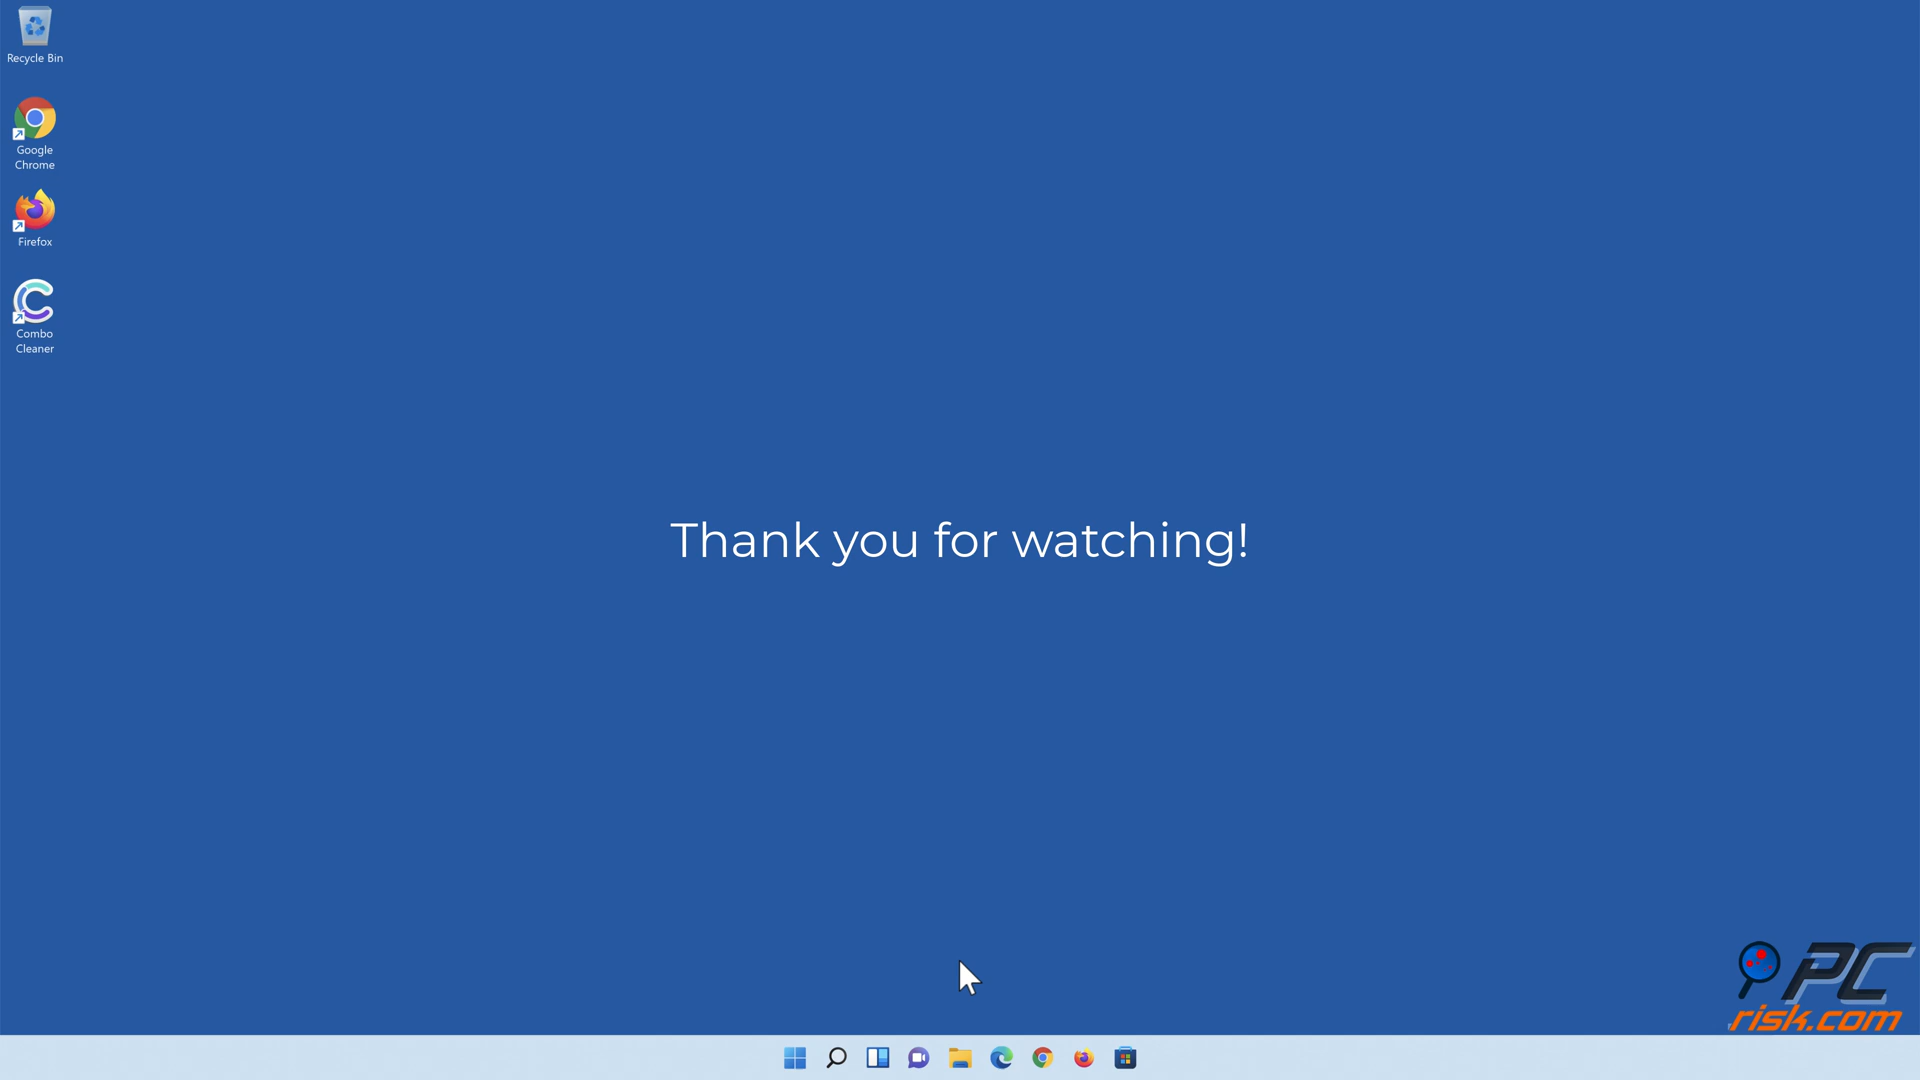 Recycle Bin
Google
Chrome
Firefox
Combo
Cleaner
Thank you for watching!
PC
risk.com